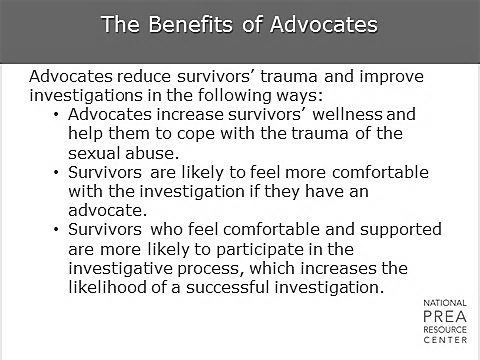 The Benefits of Advocates
Advocates reduce survivors’ trauma and improve
investigations in the following ways:
• Advocates increase survivors’ wellness and
help them to cope with the trauma of the
sexual abuse.
• Survivors are likely to feel more comfortable
with the investigation if they have an
advocate.
• Survivors who feel comfortable and supported
are more likely to participate in the
investigative process, which increases the
likelihood of a successful investigation.
NATIONAL
PREA
RESOURCE
CENTER